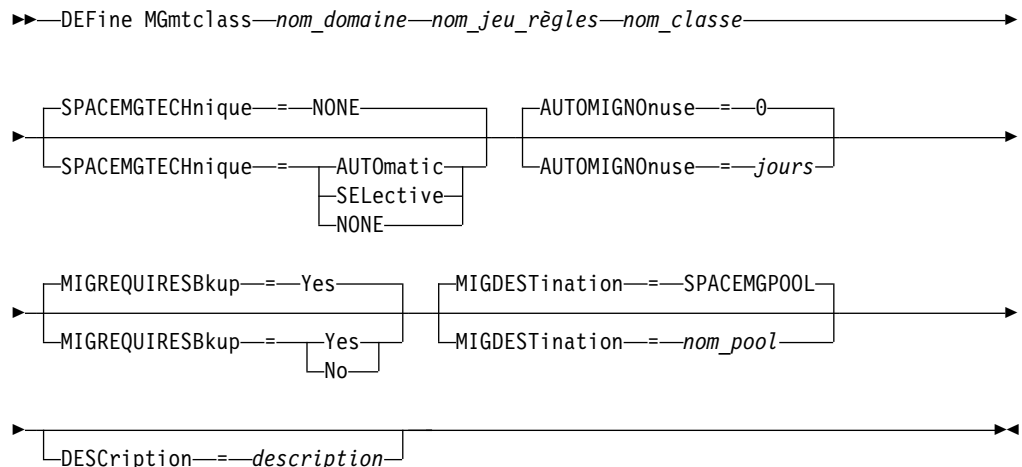 DEFine MGmtclass nom_domaine nom_jeu_règles nom_classe
SPACEMGTECHnique = NONE AUTOMIGNOnuse = 0
SPACEMGTECHnique = AUTOmatic AUTOMIGNOnuse = jours
SELective
NONE
MIGREQUIRESBkup = Yes MIGDESTination = SPACEMGPOOL
MIGREQUIRESBkup = Yes MIGDESTination = nom_pool
No
DESCription = description